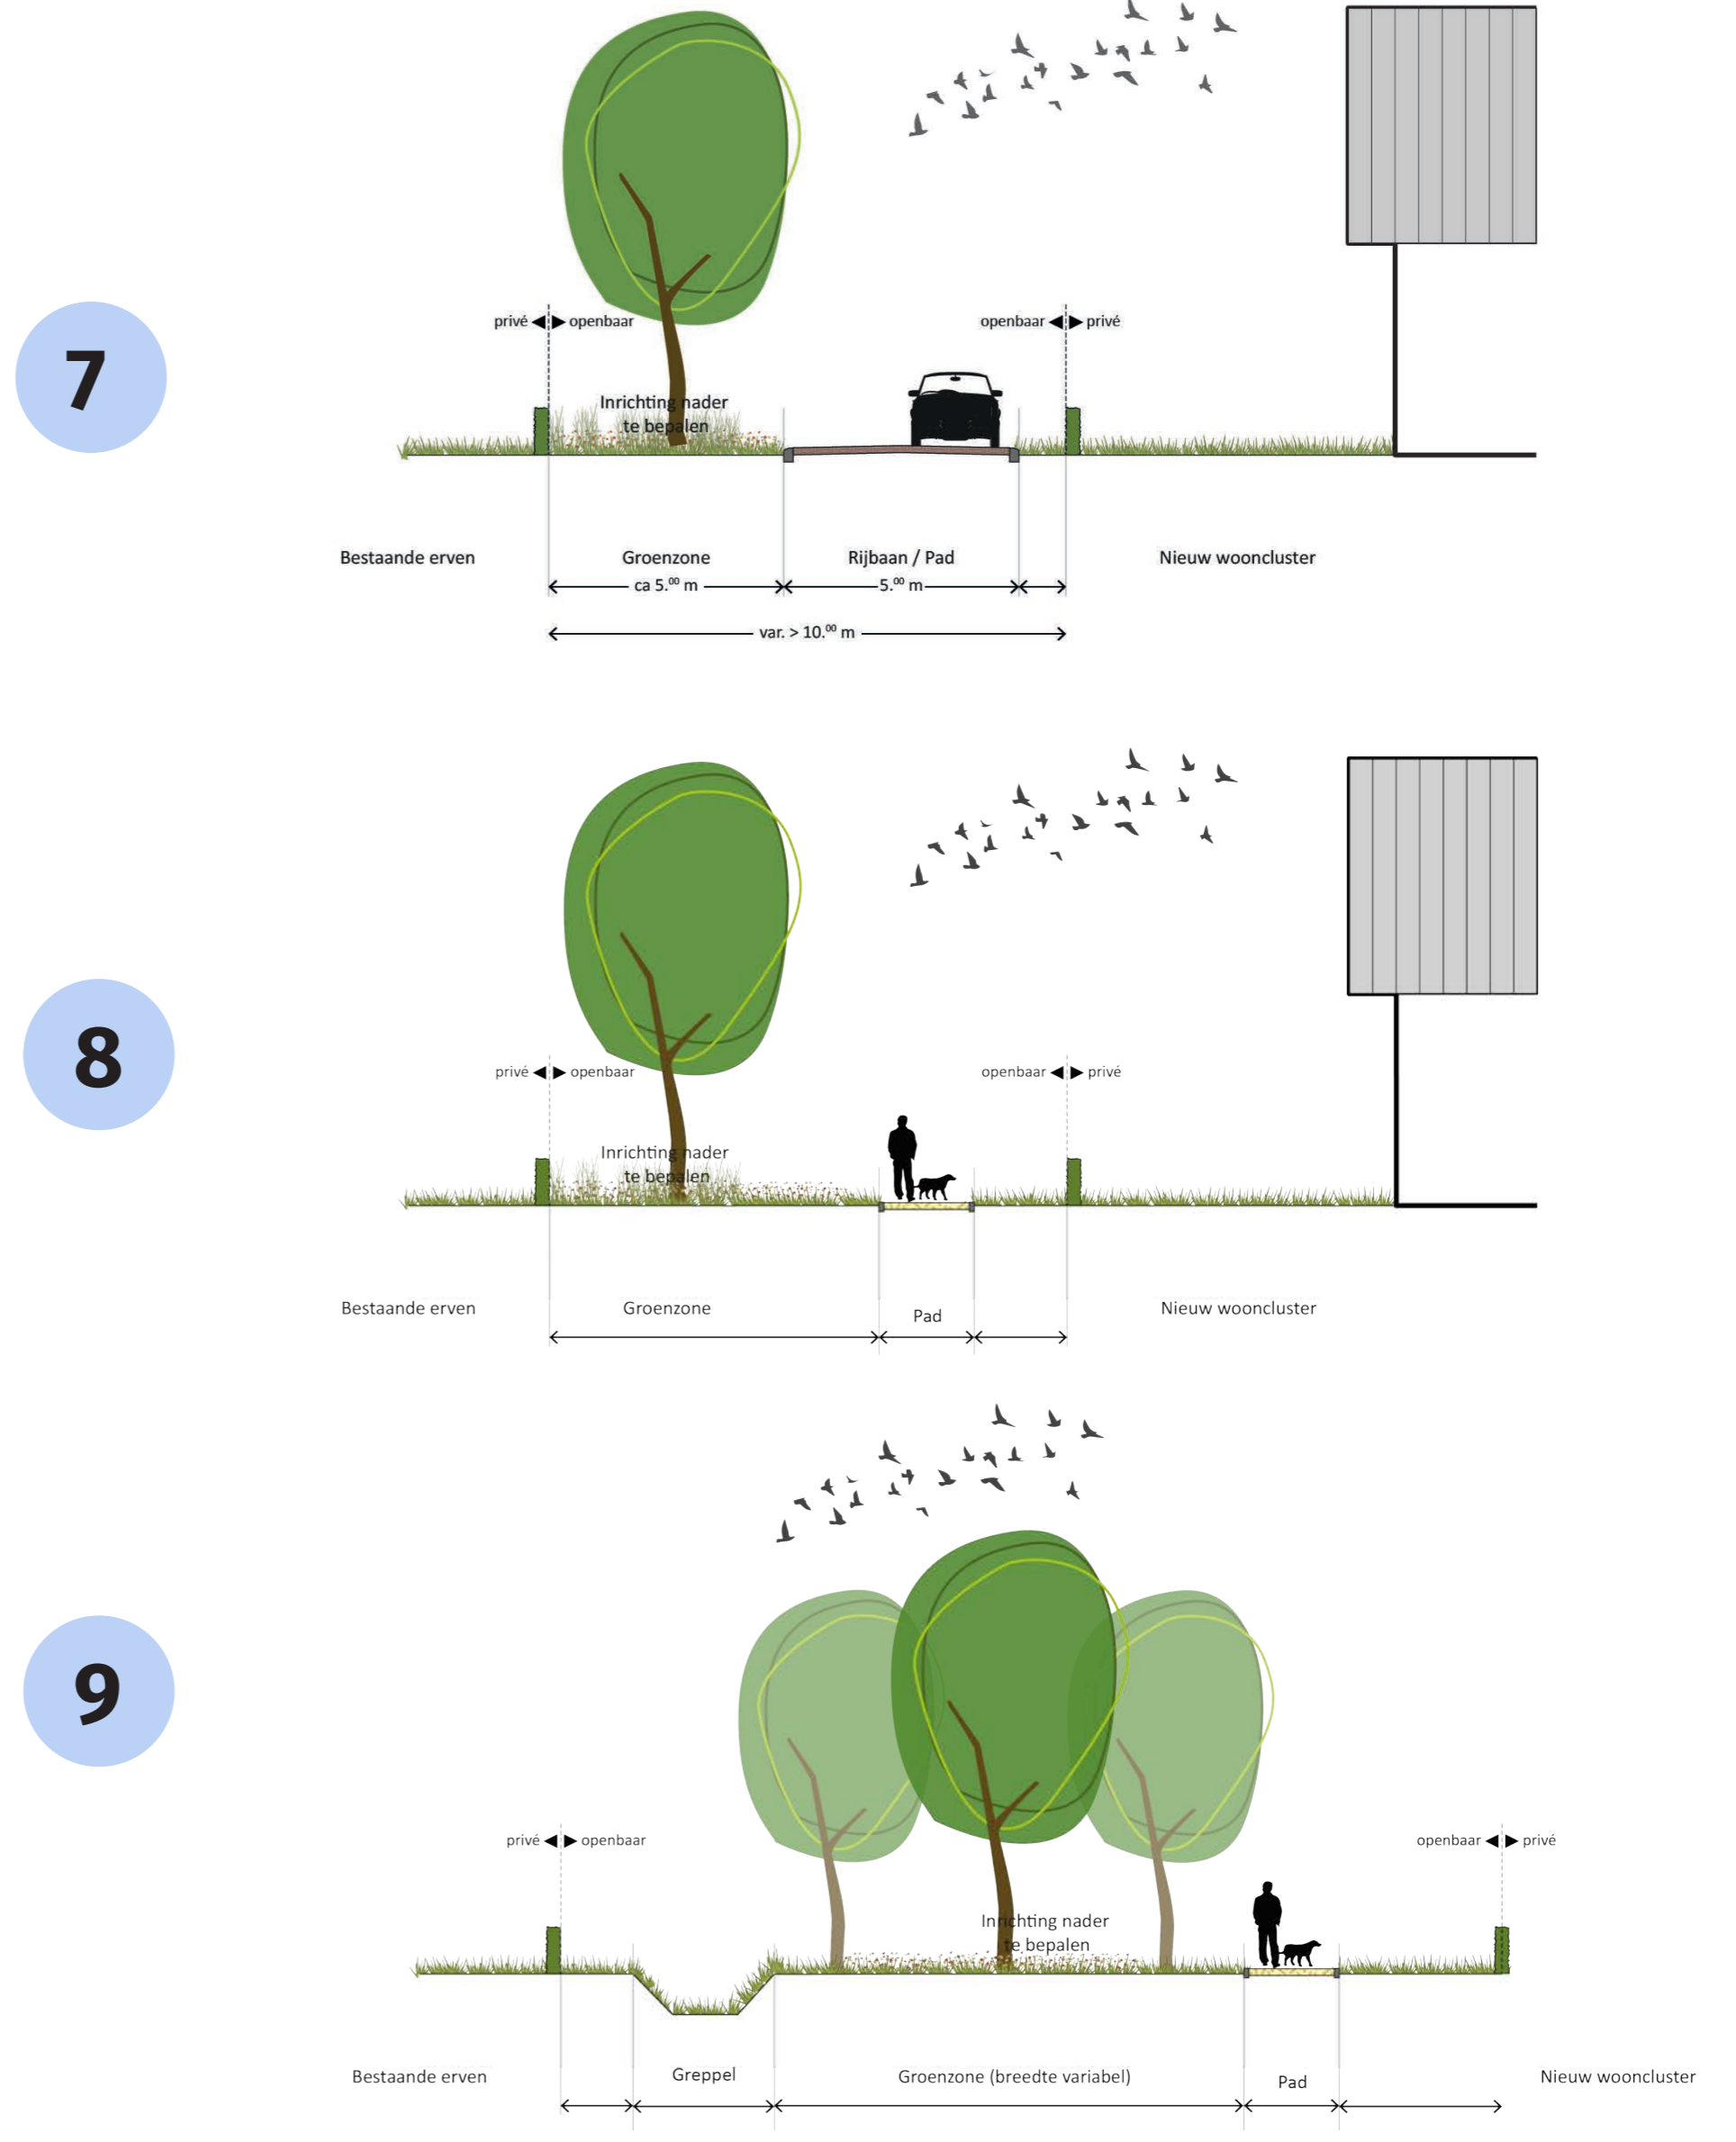 7
privé openbaar
openbaar privé
Inrichting nader
te bepalen
Bestaande erven
Groenzone
Rijbaan / Pad
Nieuw wooncluster
ca 5.⁰⁰ m
5.⁰⁰ m
var. > 10.⁰⁰ m
8
privé openbaar
openbaar privé
Inrichting nader
te bepalen
Bestaande erven
Groenzone
Pad
Nieuw wooncluster
9
privé openbaar
openbaar privé
Inrichting nader
te bepalen
Bestaande erven
Greppel
Groenzone (breedte variabel)
Pad
Nieuw wooncluster